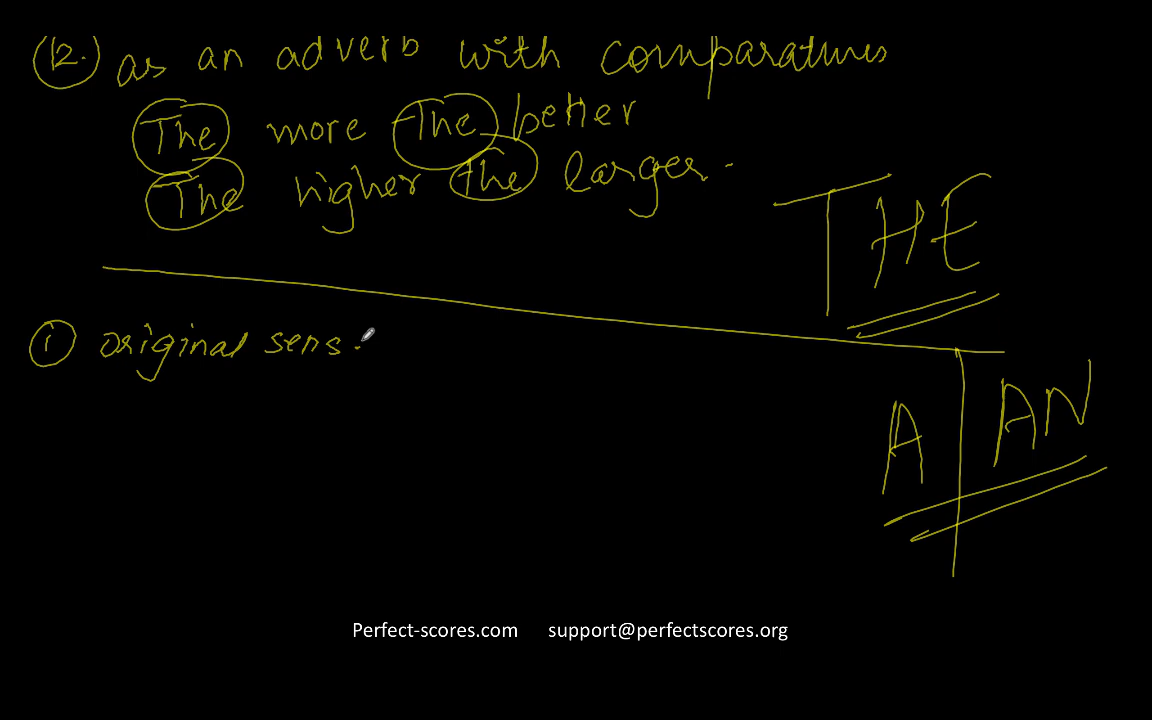 (12.) as an adverb with comparatives
The more the better
The higher the larger.
THE
(1) original sens
A | AN
Perfect-scores.com support@perfectscores.org